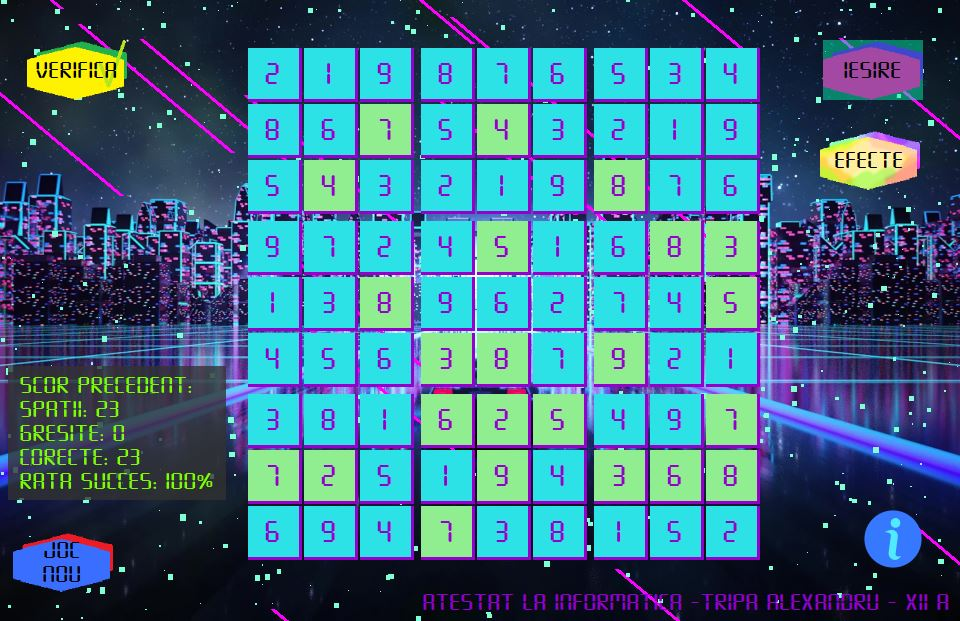 VERIFICA
IESIRE
EFECTE
2 1 9 8 7 6 5 3 4
8 6 7 5 4 3 2 1 9
5 4 3 2 1 9 8 7 6
9 7 2 4 5 1 6 8 3
1 3 8 9 6 2 7 4 5
4 5 6 3 8 7 9 2 1
3 8 1 6 2 5 4 9 7
7 2 5 1 9 4 3 6 8
6 9 4 7 3 8 1 5 2
SCOR PRECEDENT:
SPATII: 23
GRESITE: 0
CORECTE: 23
RATA SUCCES: 100%
JOC
NOU
i
ATESTAT LA INFORMATICA -TRIPA ALEXANDRU - XII A